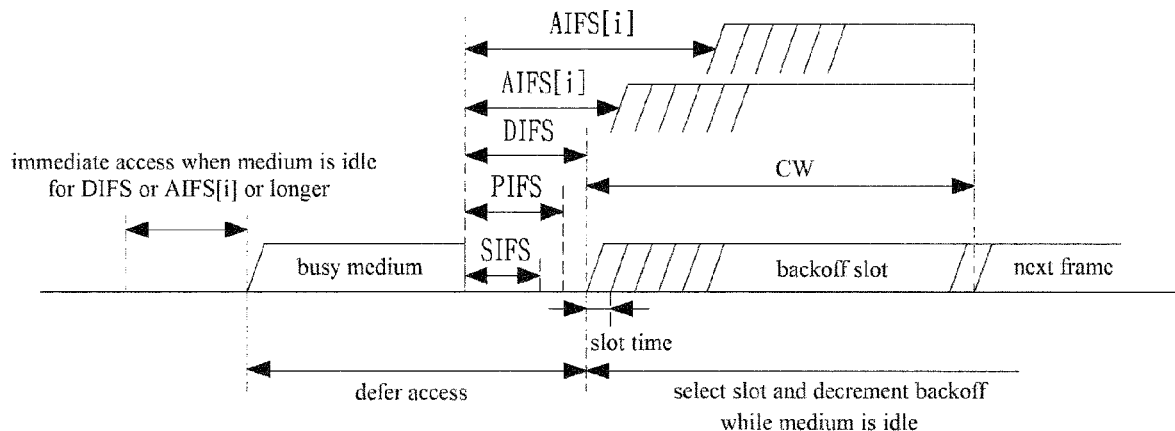 AIFS[i]
AIFS[i]
DIFS
immediate access when medium is idle
for DIFS or AIFS[i] or longer
PIFS
CW
SIFS
busy medium
backoff slot
next frame
slot time
defer access
select slot and decrement backoff
while medium is idle